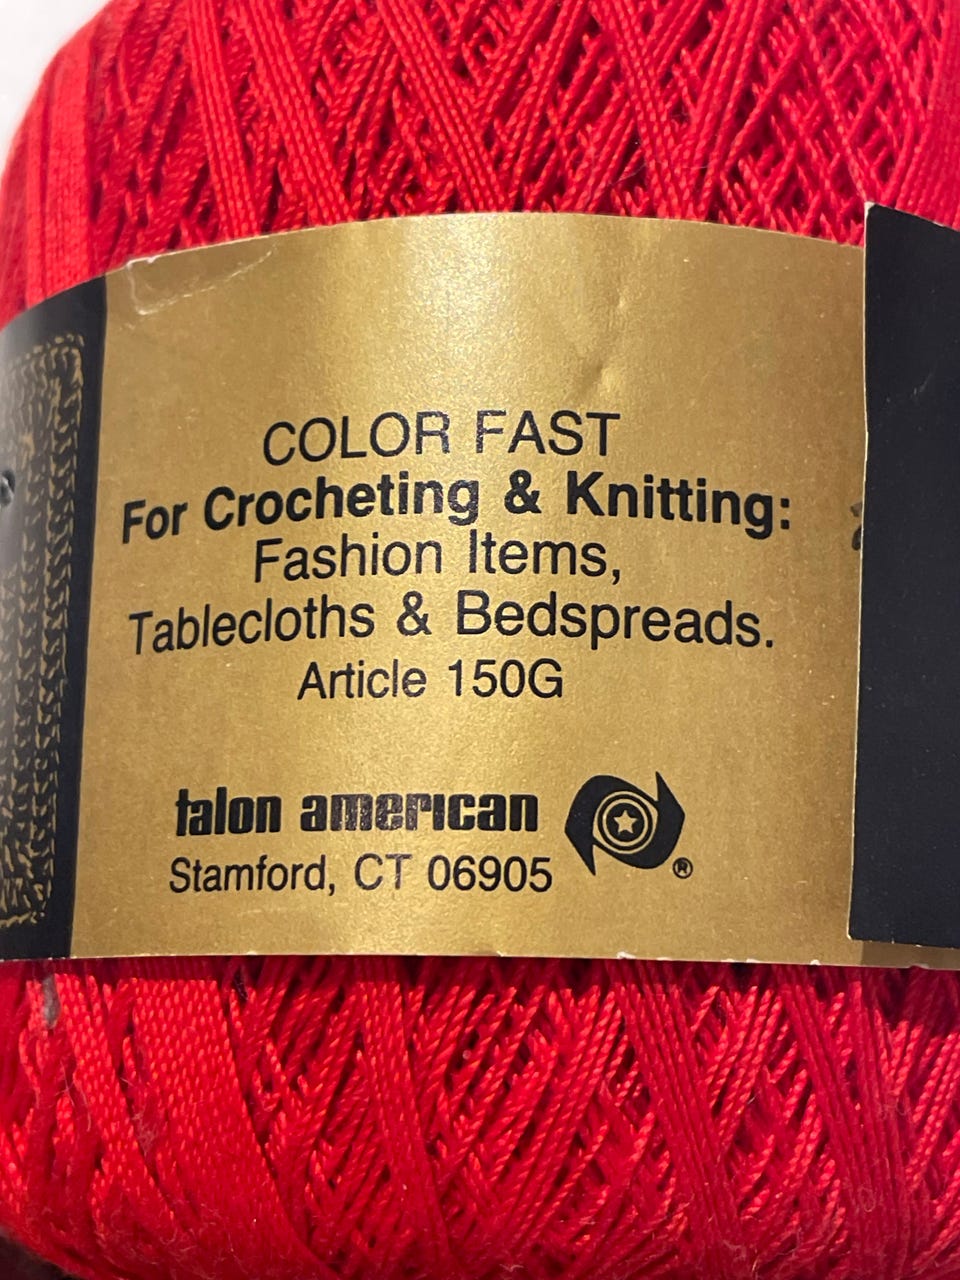 COLOR FAST
For Crocheting & Knitting:
Fashion Items,
Tablecloths & Bedspreads.
Article 150G
talon american
®
Stamford, CT 06905